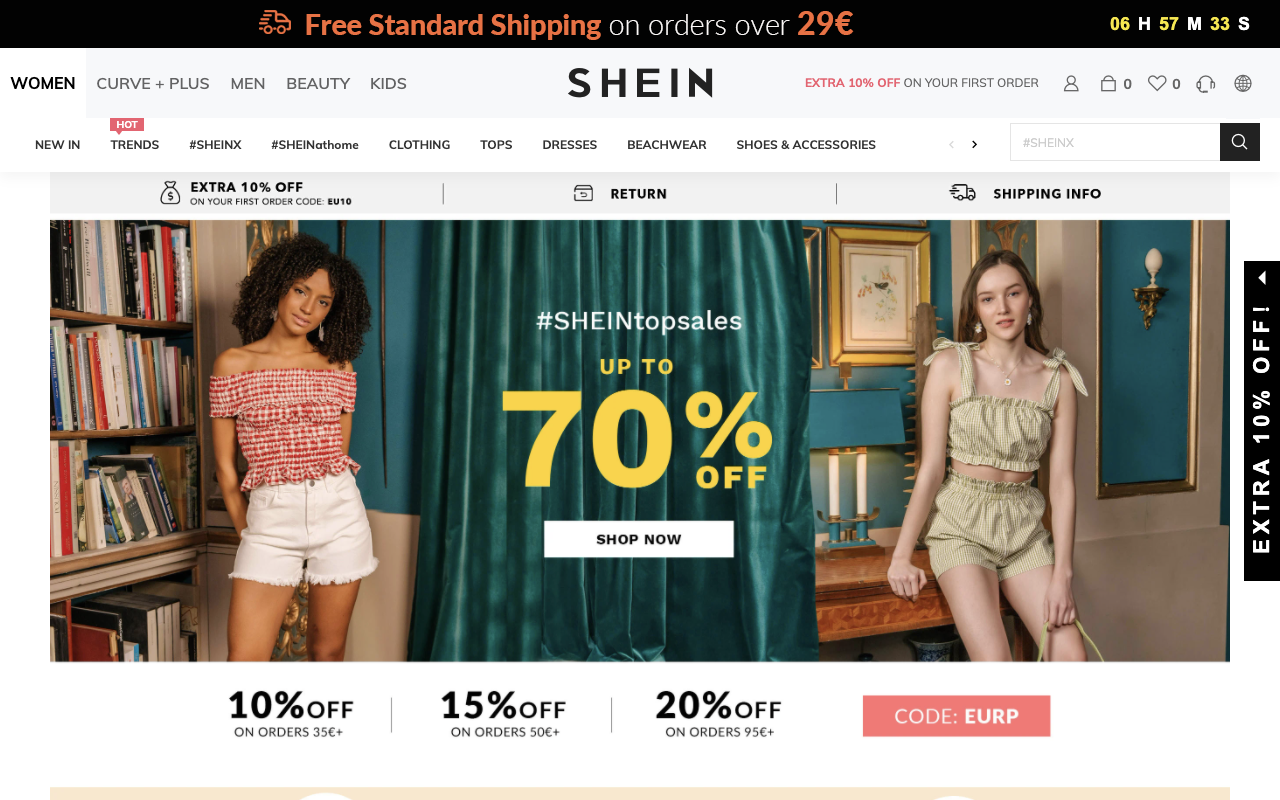 Free Standard Shipping on orders over 29€
06 H 57 M 33 S
WOMEN CURVE + PLUS MEN BEAUTY KIDS
SHEIN
EXTRA 10% OFF ON YOUR FIRST ORDER
0 0
HOT
NEW IN TRENDS #SHEINX #SHEINathome CLOTHING TOPS DRESSES BEACHWEAR SHOES & ACCESSORIES
#SHEINX
EXTRA 10% OFF
ON YOUR FIRST ORDER CODE: EU10
RETURN
SHIPPING INFO
#SHEINtopsales
UP TO
70%
OFF
SHOP NOW
EXTRA 10% OFF!
10% OFF
ON ORDERS 35€+
15% OFF
ON ORDERS 50€+
20% OFF
ON ORDERS 95€+
CODE: EURP